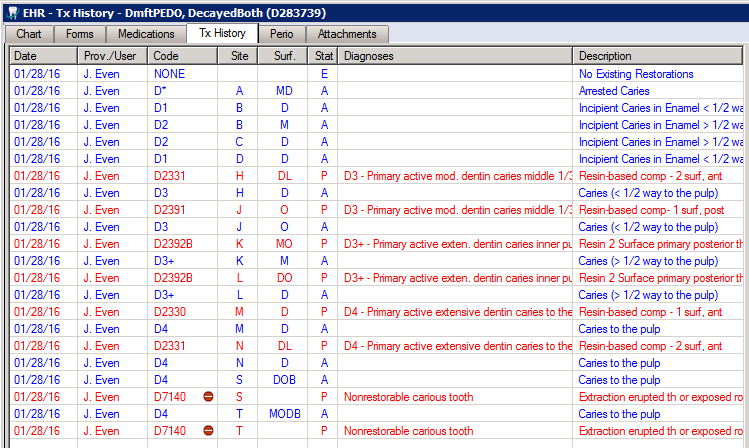 EHR - Tx History - DmftPEDO, DecayedBoth (D283739)
Chart Forms Medications Tx History Perio Attachments
Date Prov./User Code Site Surf. Stat Diagnoses Description
01/28/16 J. Even NONE E No Existing Restorations
01/28/16 J. Even D* A MD A Arrested Caries
01/28/16 J. Even D1 B D A Incipient Caries in Enamel < 1/2 wa
01/28/16 J. Even D2 B M A Incipient Caries in Enamel > 1/2 wa
01/28/16 J. Even D2 C D A Incipient Caries in Enamel > 1/2 wa
01/28/16 J. Even D1 D D A Incipient Caries in Enamel < 1/2 wa
01/28/16 J. Even D2331 H DL P D3 - Primary active mod. dentin caries middle 1/3 Resin-based comp - 2 surf, ant
01/28/16 J. Even D3 H D A Caries (< 1/2 way to the pulp)
01/28/16 J. Even D2391 J O P D3 - Primary active mod. dentin caries middle 1/3 Resin-based comp- 1 surf, post
01/28/16 J. Even D3 J O A Caries (< 1/2 way to the pulp)
01/28/16 J. Even D2392B K MO P D3+ - Primary active exten. dentin caries inner pu Resin 2 Surface primary posterior th
01/28/16 J. Even D3+ K M A Caries (> 1/2 way to the pulp)
01/28/16 J. Even D2392B L DO P D3+ - Primary active exten. dentin caries inner pu Resin 2 Surface primary posterior th
01/28/16 J. Even D3+ L D A Caries (> 1/2 way to the pulp)
01/28/16 J. Even D2330 M D P D4 - Primary active extensive dentin caries to the Resin-based comp - 1 surf, ant
01/28/16 J. Even D4 M D A Caries to the pulp
01/28/16 J. Even D2331 N DL P D4 - Primary active extensive dentin caries to the Resin-based comp - 2 surf, ant
01/28/16 J. Even D4 N D A Caries to the pulp
01/28/16 J. Even D4 S DOB A Caries to the pulp
01/28/16 J. Even D7140 S P Nonrestorable carious tooth Extraction erupted th or exposed ro
01/28/16 J. Even D4 T MODB A Caries to the pulp
01/28/16 J. Even D7140 T P Nonrestorable carious tooth Extraction erupted th or exposed ro